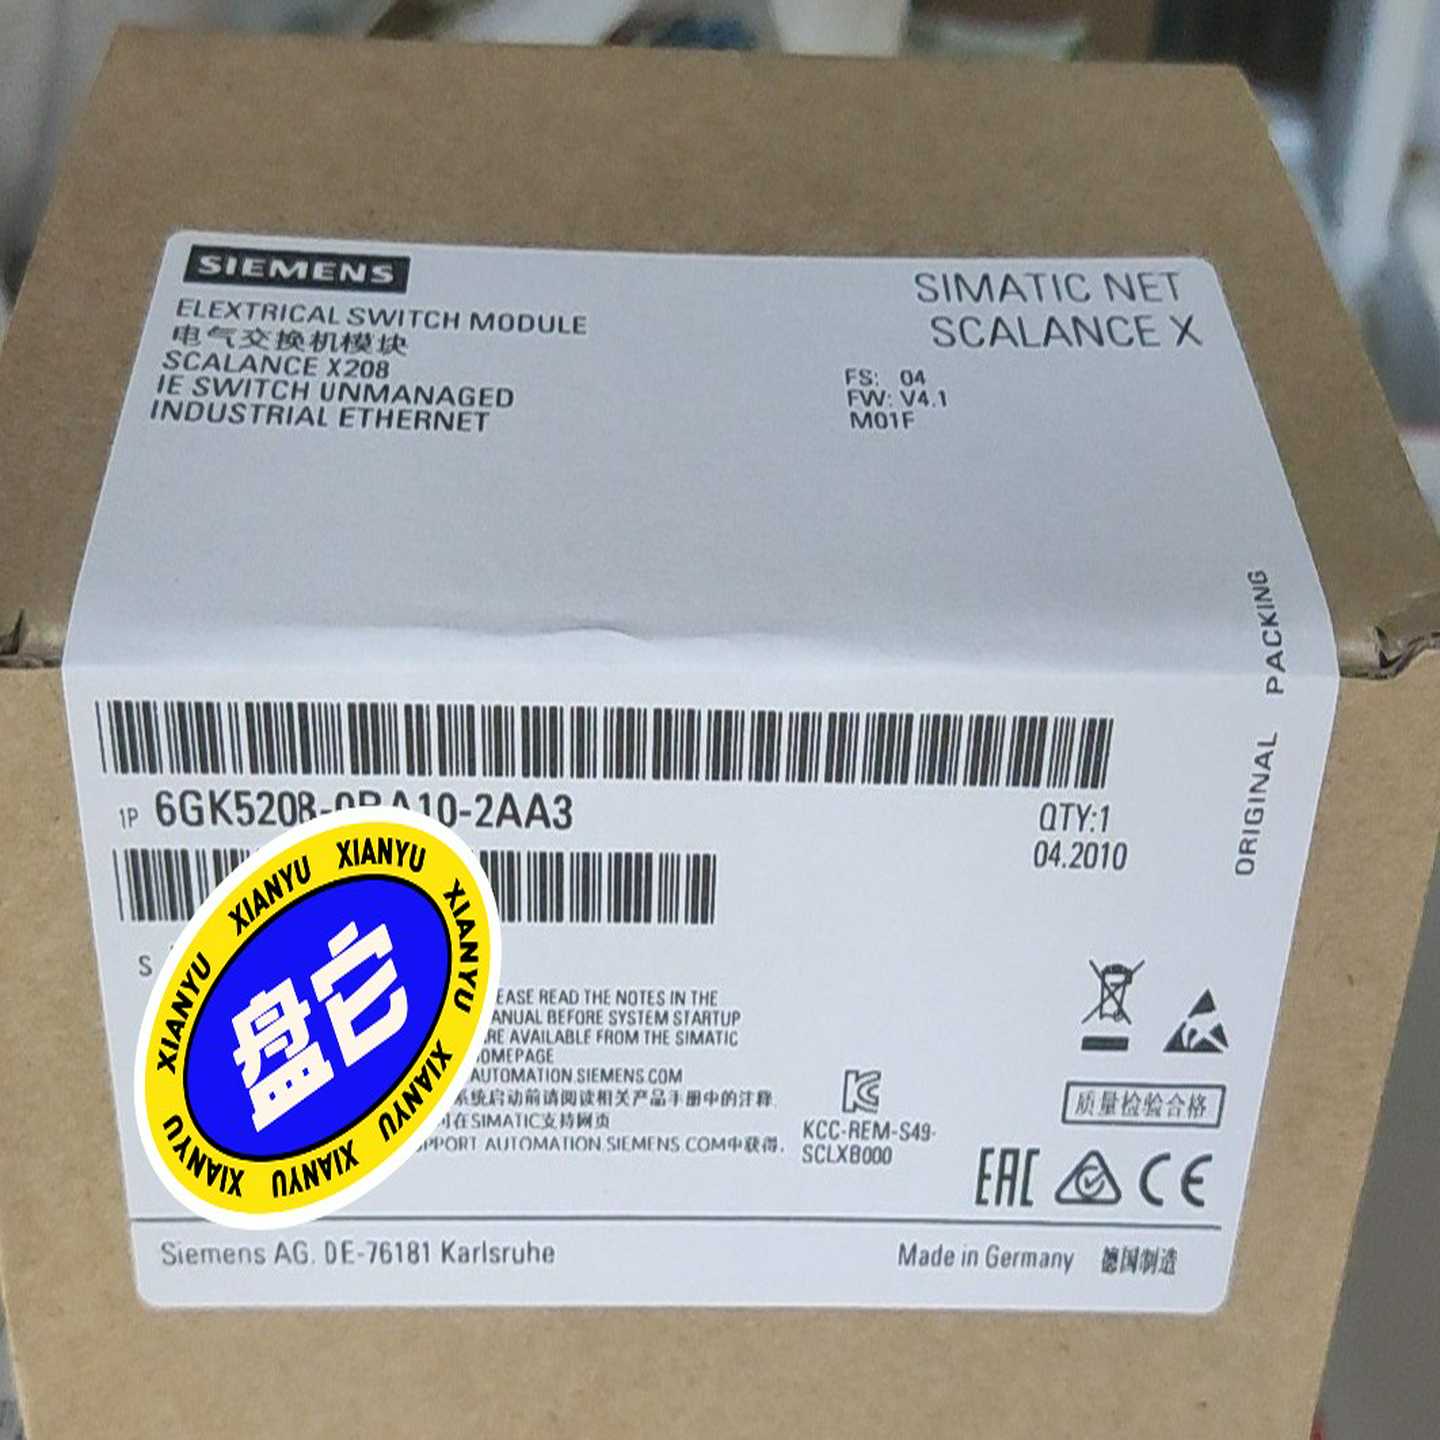 SIEMENS
ELEXTRICAL SWITCH MODULE
电气交换机模块
SCALANCE X208
IE SWITCH UNMANAGED
INDUSTRIAL ETHERNET
SIMATIC NET
SCALANCE X
FS: 04
FW: V4.1
M01F
ORIGINAL PACKING
1P 6GK5208-0BA10-2AA3
QTY:1
04.2010
S
READ THE NOTES IN THE
BEFORE SYSTEM STARTUP
AVAILABLE FROM THE SIMATIC
AUTOMATION.SIEMENS.COM
系统启动前请阅读相关产品手册中的注释.
在SIMATIC支持网页
AUTOMATION.SIEMENS.COM中获得.
KCC-REM-S49-
SCLXB000
质量检验合格
EAC
CE
Siemens AG. DE-76181 Karlsruhe
Made in Germany 德国制造
XIANYU XIANYU XIANYU XIANYU XIANYU XIANYU XIANYU XIANYU XIANYU
盘它